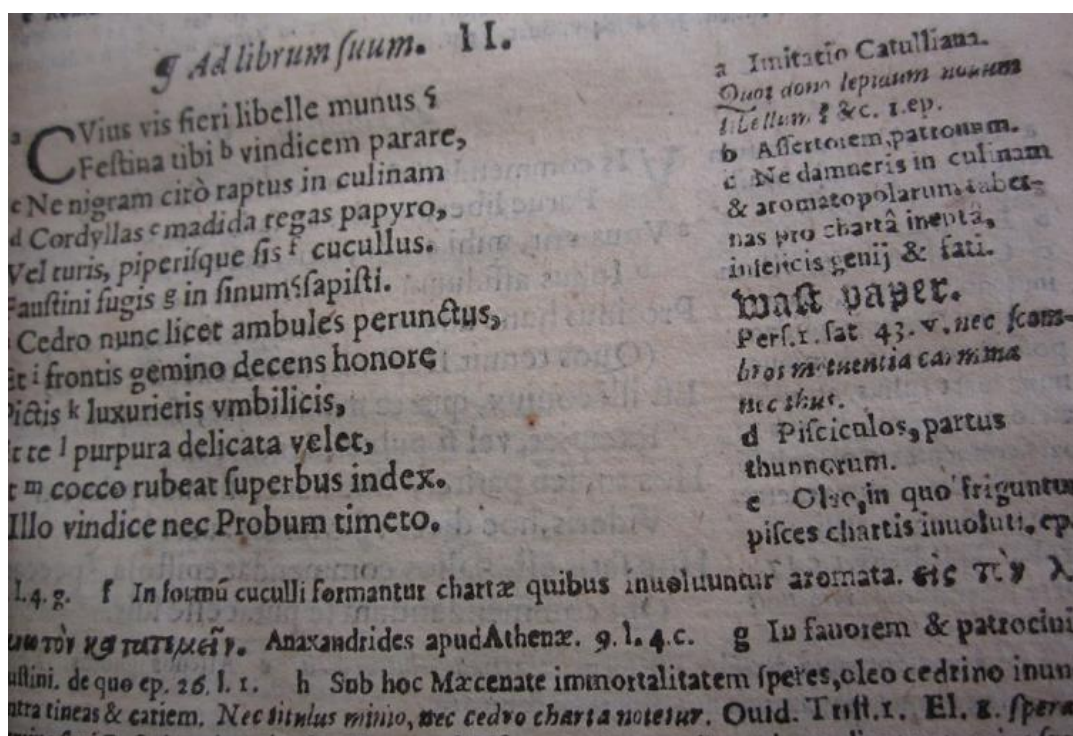 ¶ Ad librum ſuum. II.
a CVius vis fieri libelle munus ?
Feſtina tibi b vindicem parare,
c Ne nigram citò raptus in culinam
d Cordyllas e madida tegas papyro,
Vel turis, piperiſque ſis f cucullus.
Fauſtini fugis g in ſinum? ſapiſti.
Cedro nunc licet ambules perunctus,
Et i frontis gemino decens honore
Pictis k luxurieris vmbilicis,
Et te l purpura delicata velet,
Et m cocco rubeat ſuperbus index.
Illo vindice nec Probum timeto.
a Imitatio Catulliana.
Quoi dono lepidum nouum
libellum ? &c. 1. ep.
b Aſſertorem, patronum.
c Ne damneris in culinam
& aromatopolarum taber-
nas pro chartâ ineptâ,
infelicis genij & fati.
waſt paper.
Perſ. 1. ſat 43. v. nec ſcom-
bros metuentia carmina
nec thus.
d Piſciculos, partus
thunnorum.
e Oleo, in quo friguntur
piſces chartis inuoluti, ep.
l. 4. g. f In formū cuculli formantur chartæ quibus inuoluuntur aromata. εἰς
Anaxandrides apud Athenæ. 9. l. 4. c. g In fauorem & patrocini
uſtini. de quo ep. 26. l. 1. h Sub hoc Mæcenate immortalitatem ſperes, oleo cedrino inun
ntra tineas & cariem. Nec titulus minio, nec cedro charta notetur. Ouid. Triſt. 1. El. 1. ſpera